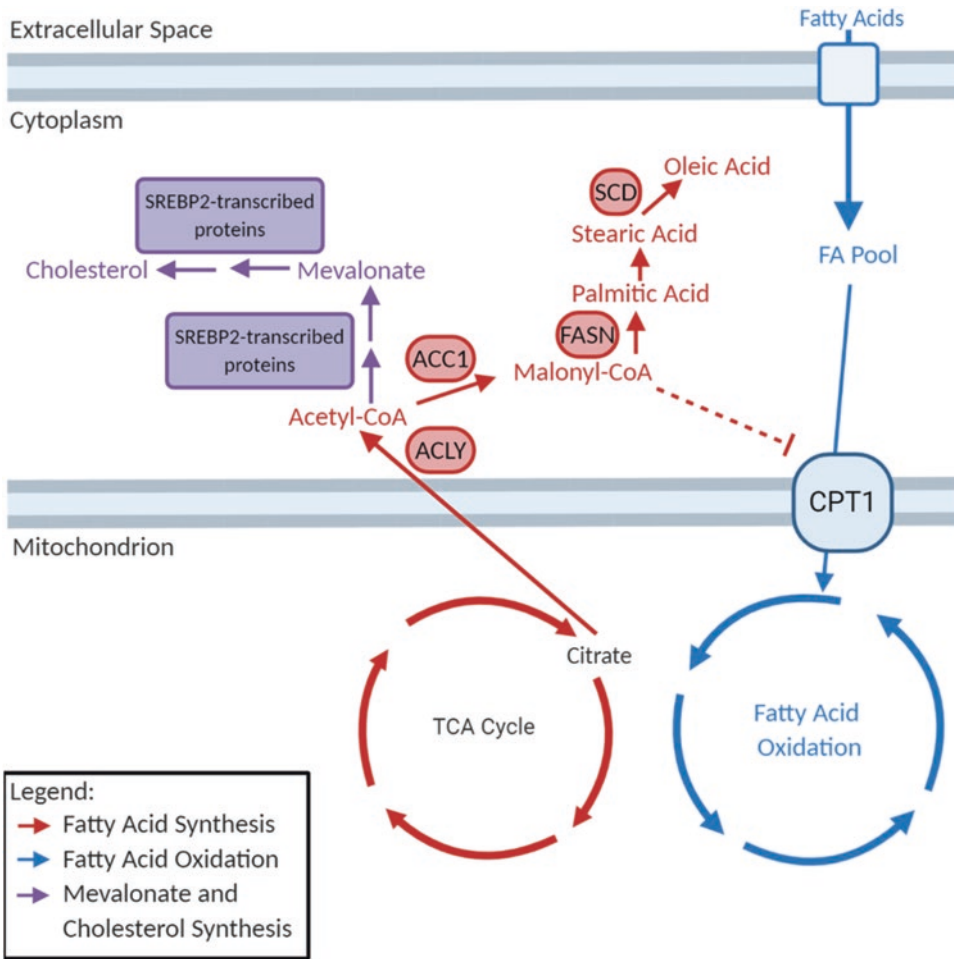 Extracellular Space
Fatty Acids
Cytoplasm
Oleic Acid
SCD
SREBP2-transcribed
proteins
Stearic Acid
FA Pool
Cholesterol
Mevalonate
Palmitic Acid
SREBP2-transcribed
proteins
FASN
ACC1
Malonyl-CoA
Acetyl-CoA
ACLY
CPT1
Mitochondrion
Citrate
TCA Cycle
Fatty Acid
Oxidation
Legend:
Fatty Acid Synthesis
Fatty Acid Oxidation
Mevalonate and
Cholesterol Synthesis